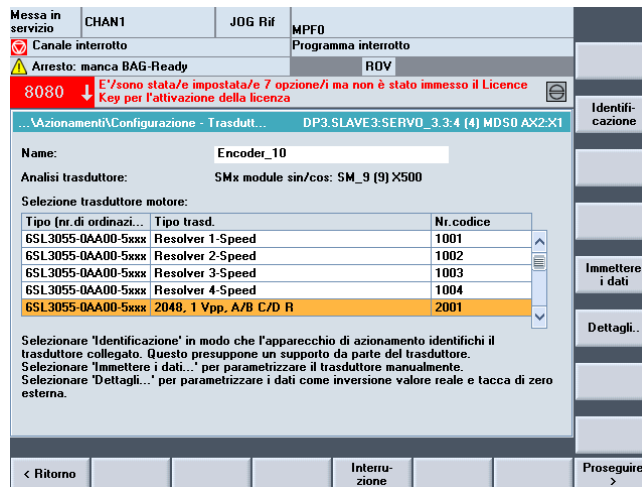 Messa in
servizio
CHAN1
JOG Rif
MPF0
Canale interrotto
Programma interrotto
Arresto: manca BAG-Ready
ROV
8080
E'/sono stata/e impostata/e 7 opzione/i ma non è stato immesso il Licence
Key per l'attivazione della licenza
...\Azionamenti\Configurazione - Trasdutt...
DP3.SLAVE3:SERVO_3.3:4 (4) MDS0 AX2:X1
Name:
Encoder_10
Analisi trasduttore:
SMx module sin/cos: SM_9 (9) X500
Selezione trasduttore motore:
Tipo (nr.di ordinazi... Tipo trasd. Nr.codice
6SL3055-0AA00-5xxx Resolver 1-Speed 1001
6SL3055-0AA00-5xxx Resolver 2-Speed 1002
6SL3055-0AA00-5xxx Resolver 3-Speed 1003
6SL3055-0AA00-5xxx Resolver 4-Speed 1004
6SL3055-0AA00-5xxx 2048, 1 Vpp, A/B C/D R 2001
Selezionare 'Identificazione' in modo che l'apparecchio di azionamento identifichi il
trasduttore collegato. Questo presuppone un supporto da parte del trasduttore.
Selezionare 'Immettere i dati...' per parametrizzare il trasduttore manualmente.
Selezionare 'Dettagli...' per parametrizzare i dati come inversione valore reale e tacca di zero
esterna.
Identifi-
cazione
Immettere
i dati
Dettagli..
< Ritorno
Interru-
zione
Proseguire
>